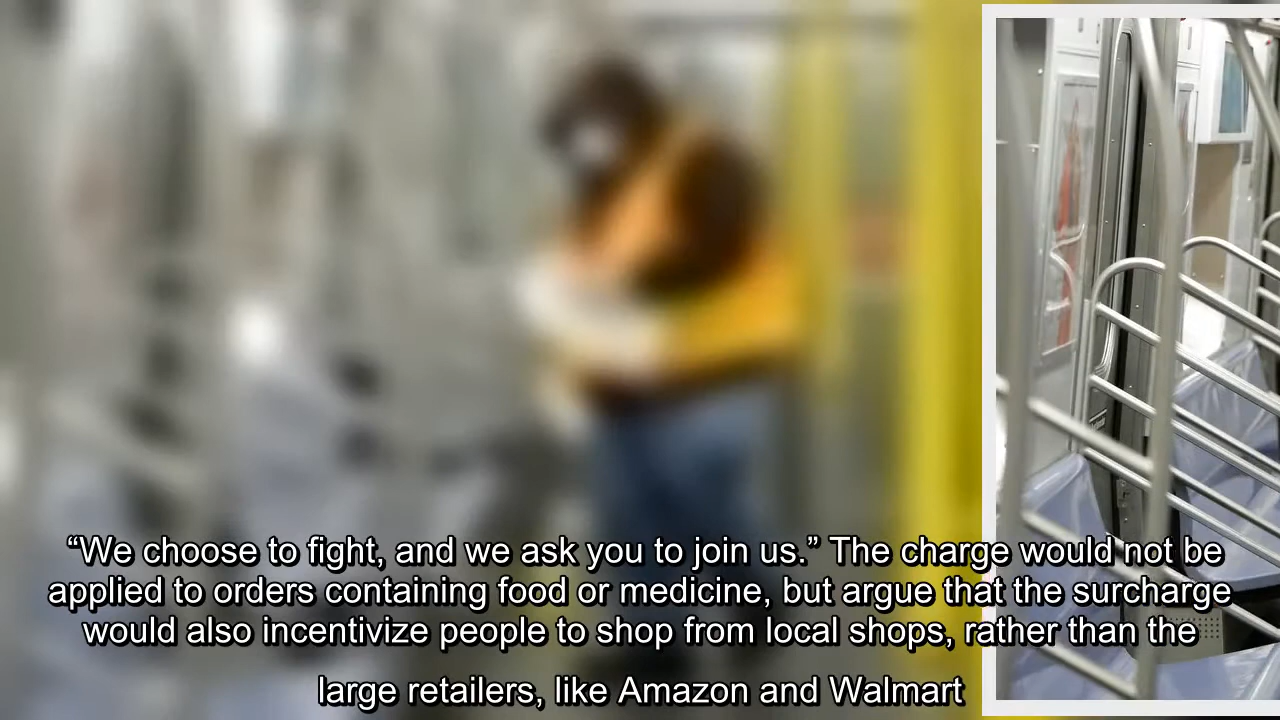 “We choose to fight, and we ask you to join us.” The charge would not be
applied to orders containing food or medicine, but argue that the surcharge
would also incentivize people to shop from local shops, rather than the
large retailers, like Amazon and Walmart